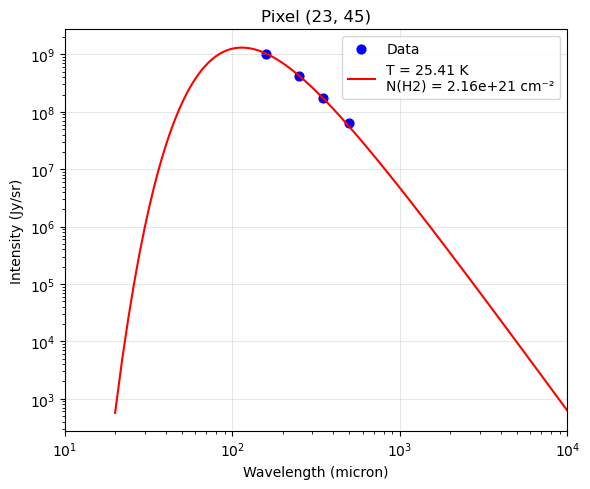 Pixel (23, 45)
Data
T = 25.41 K
N(H2) = 2.16e+21 cm⁻²
Intensity (Jy/sr)
10⁹
10⁸
10⁷
10⁶
10⁵
10⁴
10³
10¹ 10² 10³ 10⁴
Wavelength (micron)